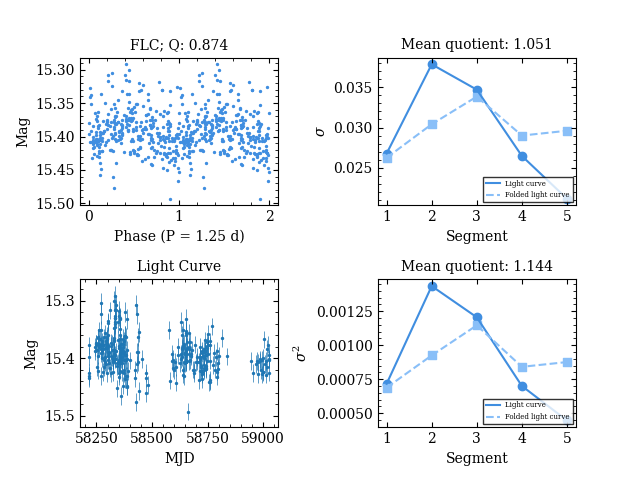 FLC; Q: 0.874
Mag
15.30
15.35
15.40
15.45
15.50
0
1
2
Phase (P = 1.25 d)
Mean quotient: 1.051
σ
0.035
0.030
0.025
Light curve
Folded light curve
1
2
3
4
5
Segment
Light Curve
Mag
15.3
15.4
15.5
58250
58500
58750
59000
MJD
Mean quotient: 1.144
σ²
0.00125
0.00100
0.00075
0.00050
Light curve
Folded light curve
1
2
3
4
5
Segment